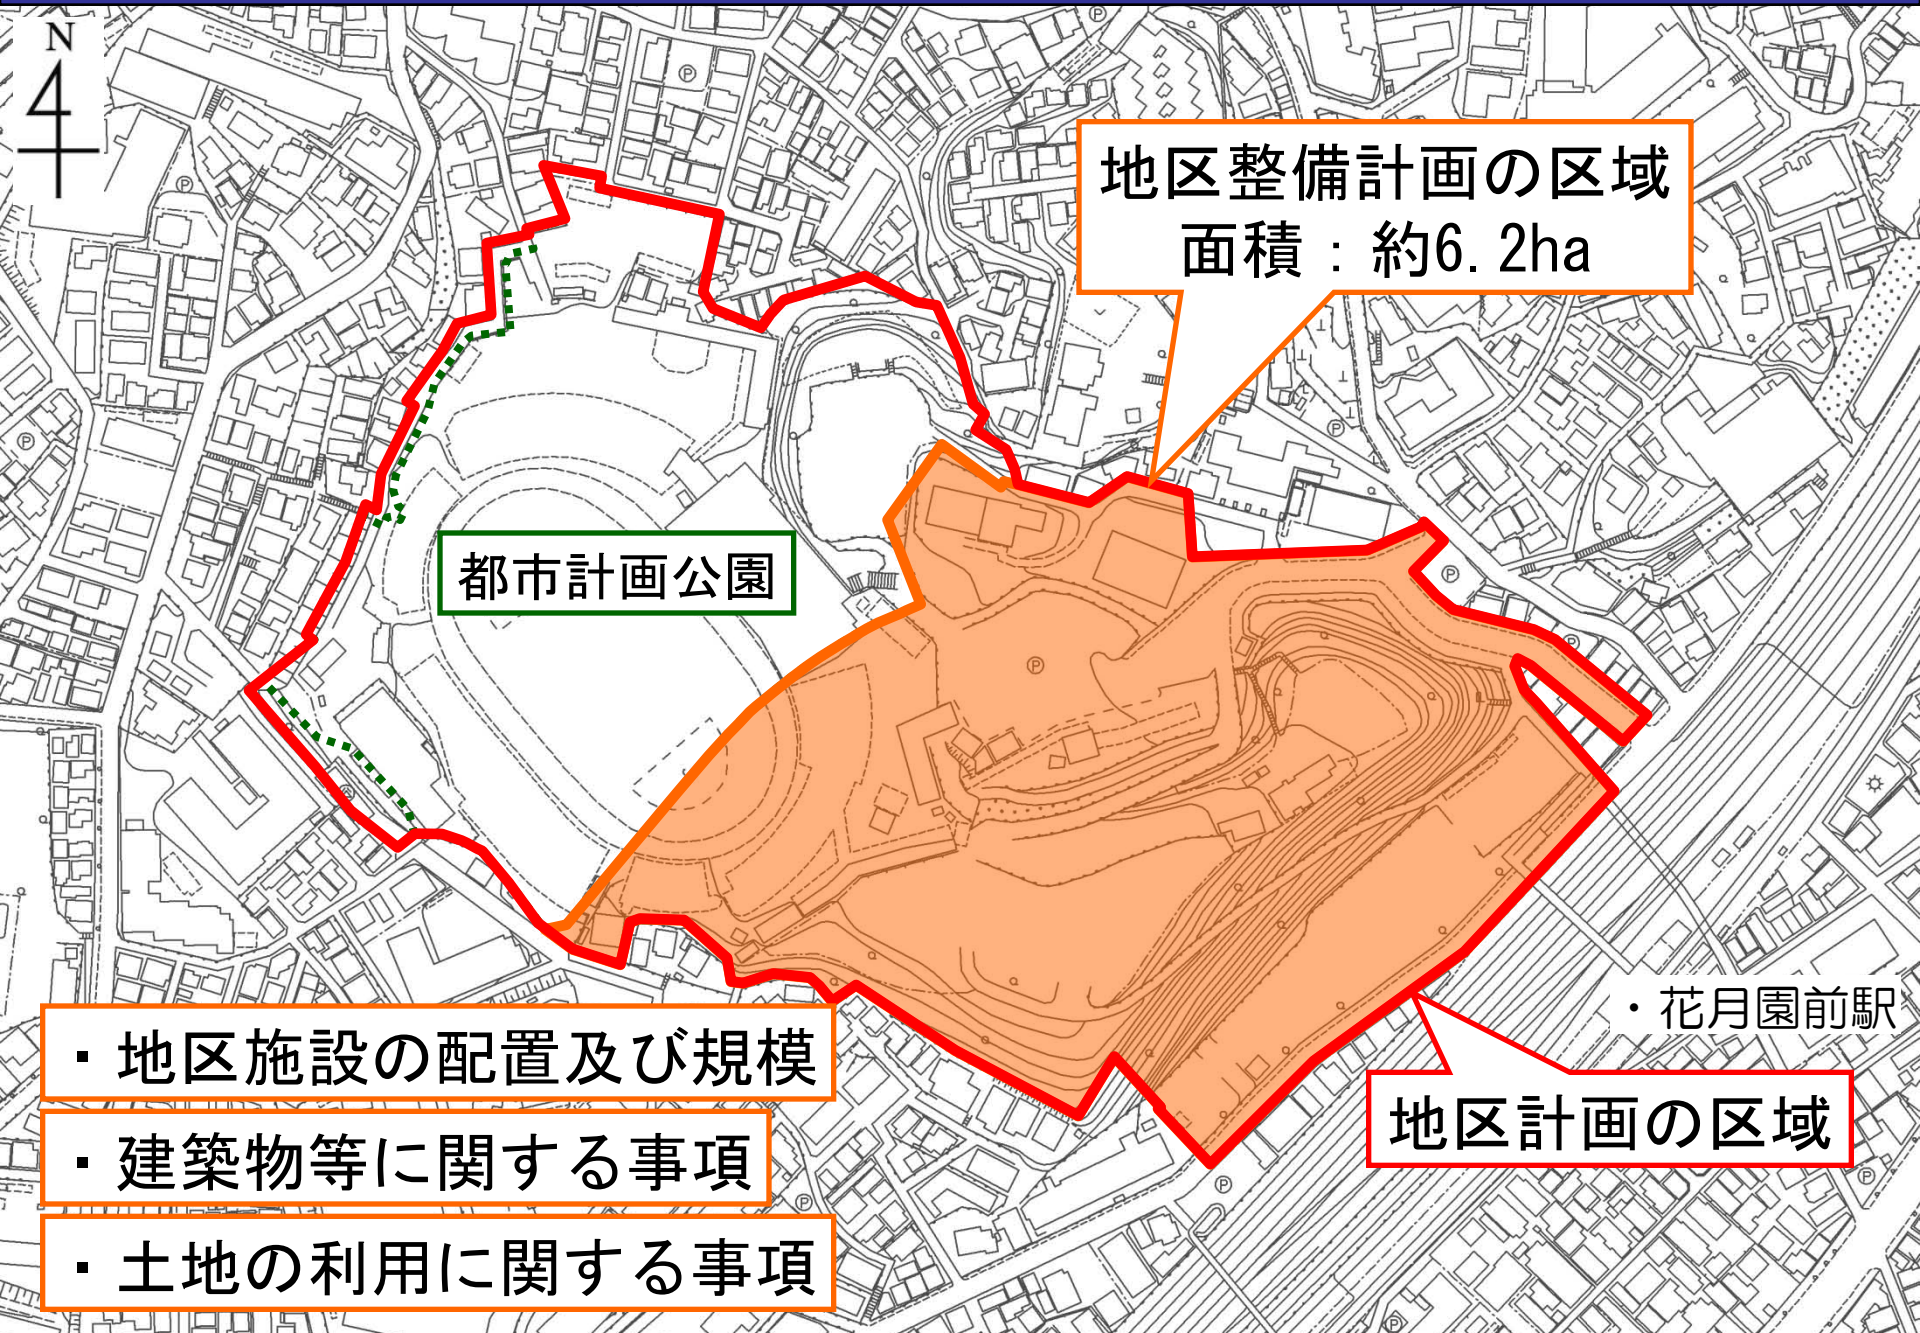 N
地区整備計画の区域
面積：約6.2ha
都市計画公園
・花月園前駅
地区計画の区域
・地区施設の配置及び規模
・建築物等に関する事項
・土地の利用に関する事項
Ⓟ
Ⓟ
Ⓟ
Ⓟ
Ⓟ
Ⓟ
Ⓟ
Ⓟ
Ⓟ
Ⓟ
Ⓟ
Ⓟ